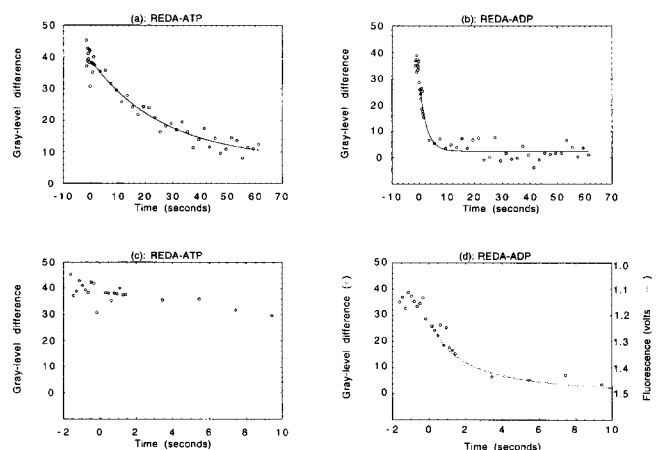 (a): REDA-ATP
50
40
30
20
10
0
Gray-level difference
-10 0 10 20 30 40 50 60 70
Time (seconds)
(b): REDA-ADP
50
40
30
20
10
0
Gray-level difference
-10 0 10 20 30 40 50 60 70
Time (seconds)
(c): REDA-ATP
50
40
30
20
10
0
Gray-level difference
-2 0 2 4 6 8 10
Time (seconds)
(d): REDA-ADP
50
40
30
20
10
0
Gray-level difference (○)
1.0
1.1
1.2
1.3
1.4
1.5
Fluorescence (volts
-2 0 2 4 6 8 10
Time (seconds)